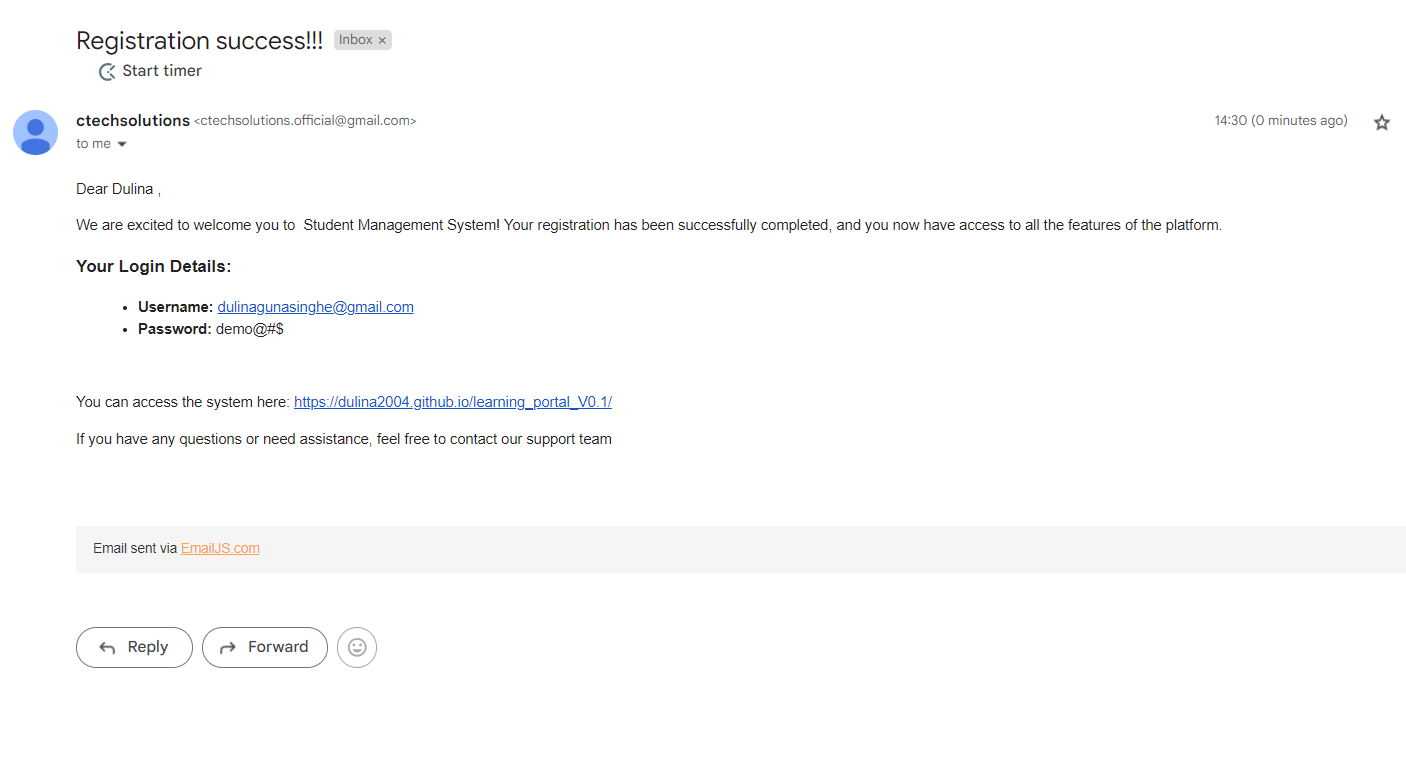 Registration success!!! Inbox ×
Start timer
ctechsolutions <ctechsolutions.official@gmail.com> 14:30 (0 minutes ago)
to me
Dear Dulina ,
We are excited to welcome you to  Student Management System! Your registration has been successfully completed, and you now have access to all the features of the platform.
Your Login Details:
• Username: dulinagunasinghe@gmail.com
• Password: demo@#$
You can access the system here: https://dulina2004.github.io/learning_portal_V0.1/
If you have any questions or need assistance, feel free to contact our support team
Email sent via EmailJS.com
Reply Forward